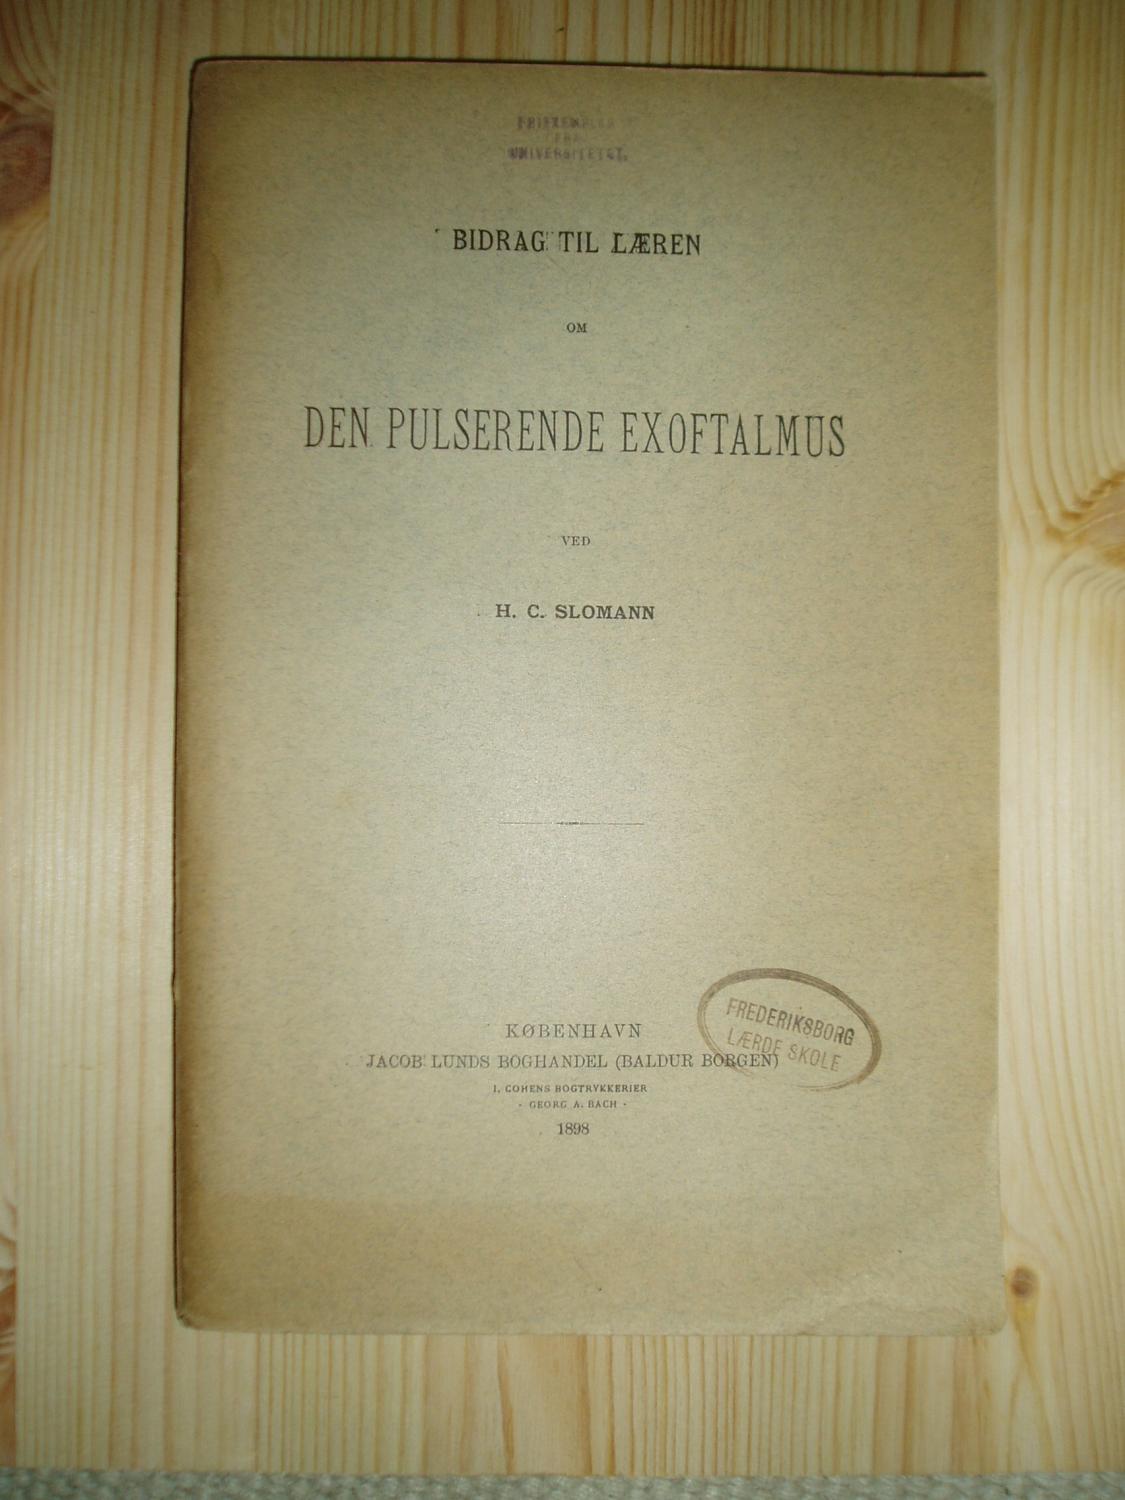 FRIEXEMPLAR
FRA
UNIVERSITETET.
BIDRAG TIL LÆREN
OM
DEN PULSERENDE EXOFTALMUS
VED
H. C. SLOMANN
KØBENHAVN
JACOB LUNDS BOGHANDEL (BALDUR BORGEN)
I. COHENS BOGTRYKKERIER
- GEORG A. BACH -
1898
FREDERIKSBORG
LÆRDE SKOLE